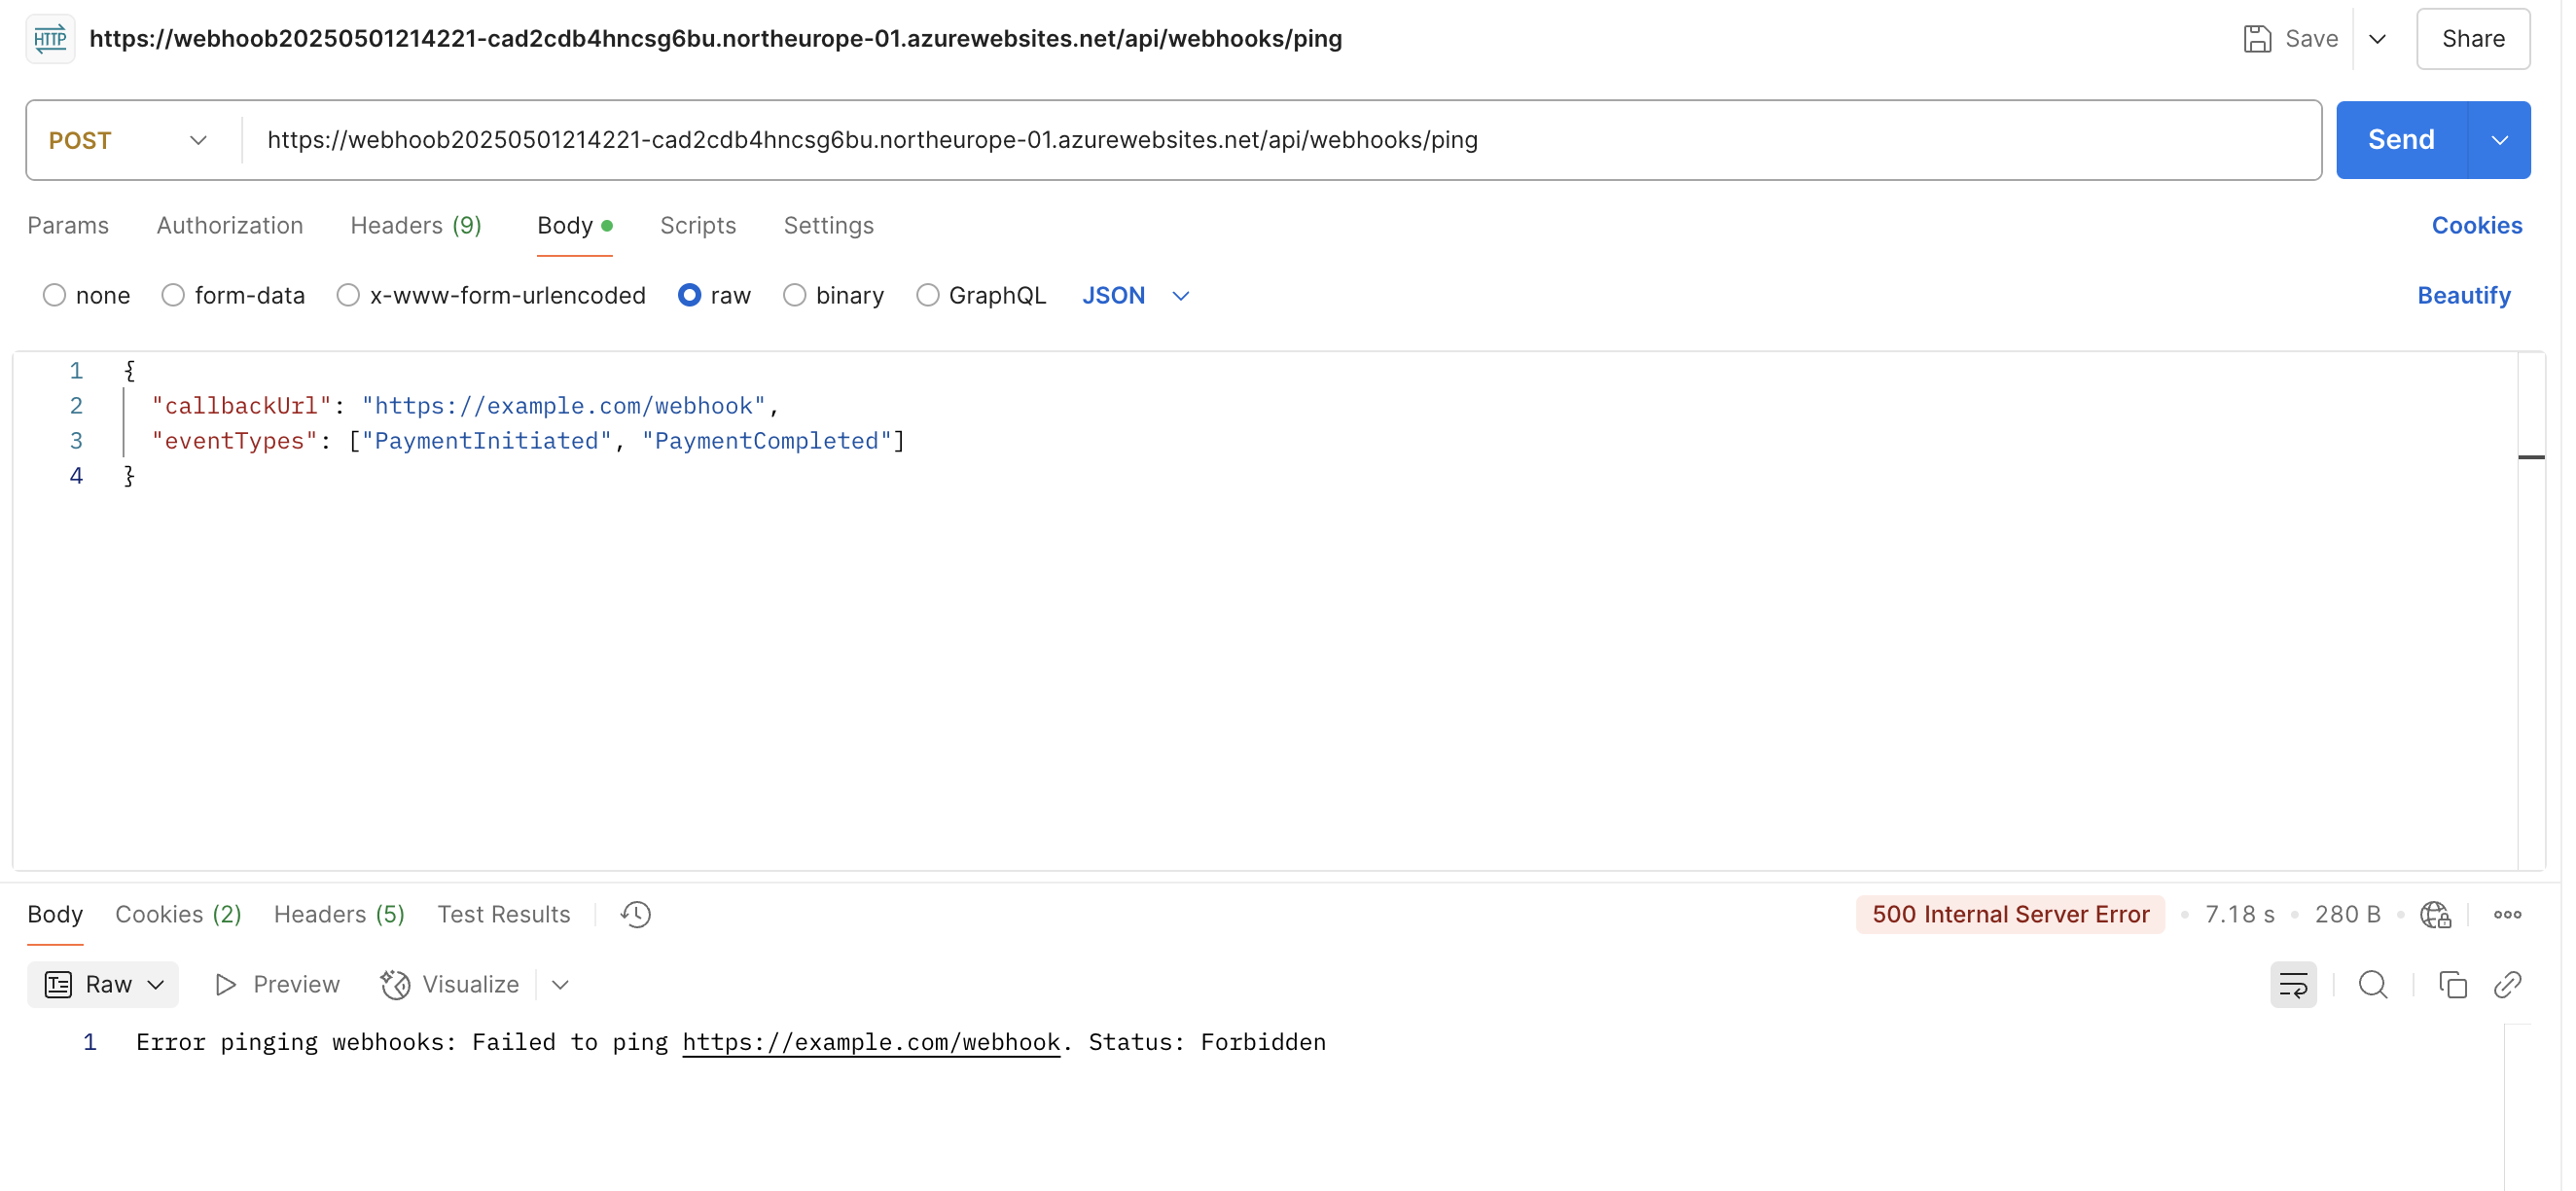 HTTP https://webhoob20250501214221-cad2cdb4hncsg6bu.northeurope-01.azurewebsites.net/api/webhooks/ping Save Share
POST https://webhoob20250501214221-cad2cdb4hncsg6bu.northeurope-01.azurewebsites.net/api/webhooks/ping Send
Params Authorization Headers (9) Body Scripts Settings Cookies
none form-data x-www-form-urlencoded raw binary GraphQL JSON Beautify
1 {
2 "callbackUrl": "https://example.com/webhook",
3 "eventTypes": ["PaymentInitiated", "PaymentCompleted"]
4 }
Body Cookies (2) Headers (5) Test Results 500 Internal Server Error 7.18 s 280 B
Raw Preview Visualize
1 Error pinging webhooks: Failed to ping https://example.com/webhook. Status: Forbidden